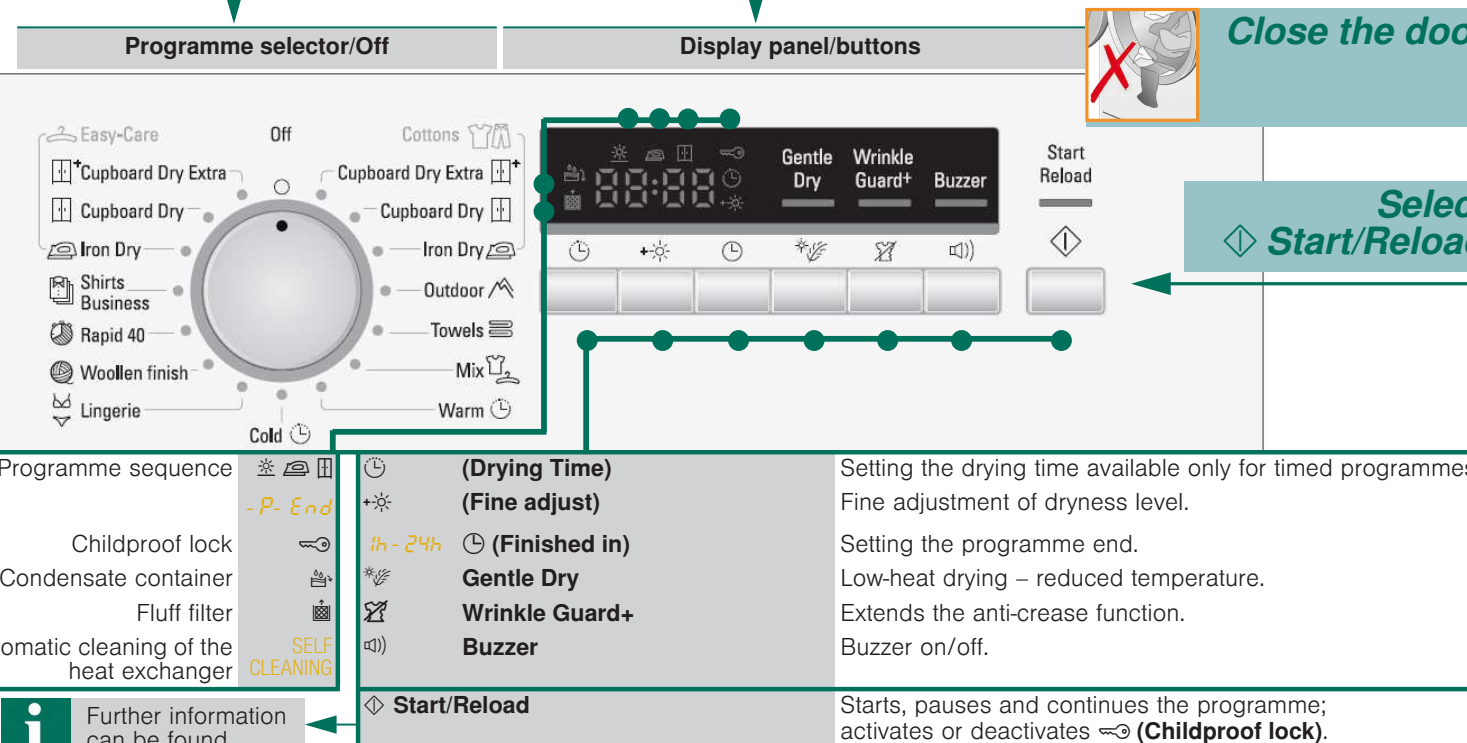 Programme selector/Off
Display panel/buttons
Close the doo
Easy-Care
Off
Cottons
Cupboard Dry Extra
Cupboard Dry
Iron Dry
Shirts
Business
Rapid 40
Woollen finish
Lingerie
Cold
Cupboard Dry Extra
Cupboard Dry
Iron Dry
Outdoor
Towels
Mix
Warm
88:88
Gentle
Dry
Wrinkle
Guard+
Buzzer
Start
Reload
Selec
Start/Reloa
Programme sequence
-P- End
Childproof lock
Condensate container
Fluff filter
omatic cleaning of the
heat exchanger
SELF
CLEANING
(Drying Time) Setting the drying time available only for timed programmes
(Fine adjust) Fine adjustment of dryness level.
1h - 24h (Finished in) Setting the programme end.
Gentle Dry Low-heat drying – reduced temperature.
Wrinkle Guard+ Extends the anti-crease function.
Buzzer Buzzer on/off.
Start/Reload Starts, pauses and continues the programme;
activates or deactivates (Childproof lock).
i
Further information
can be found